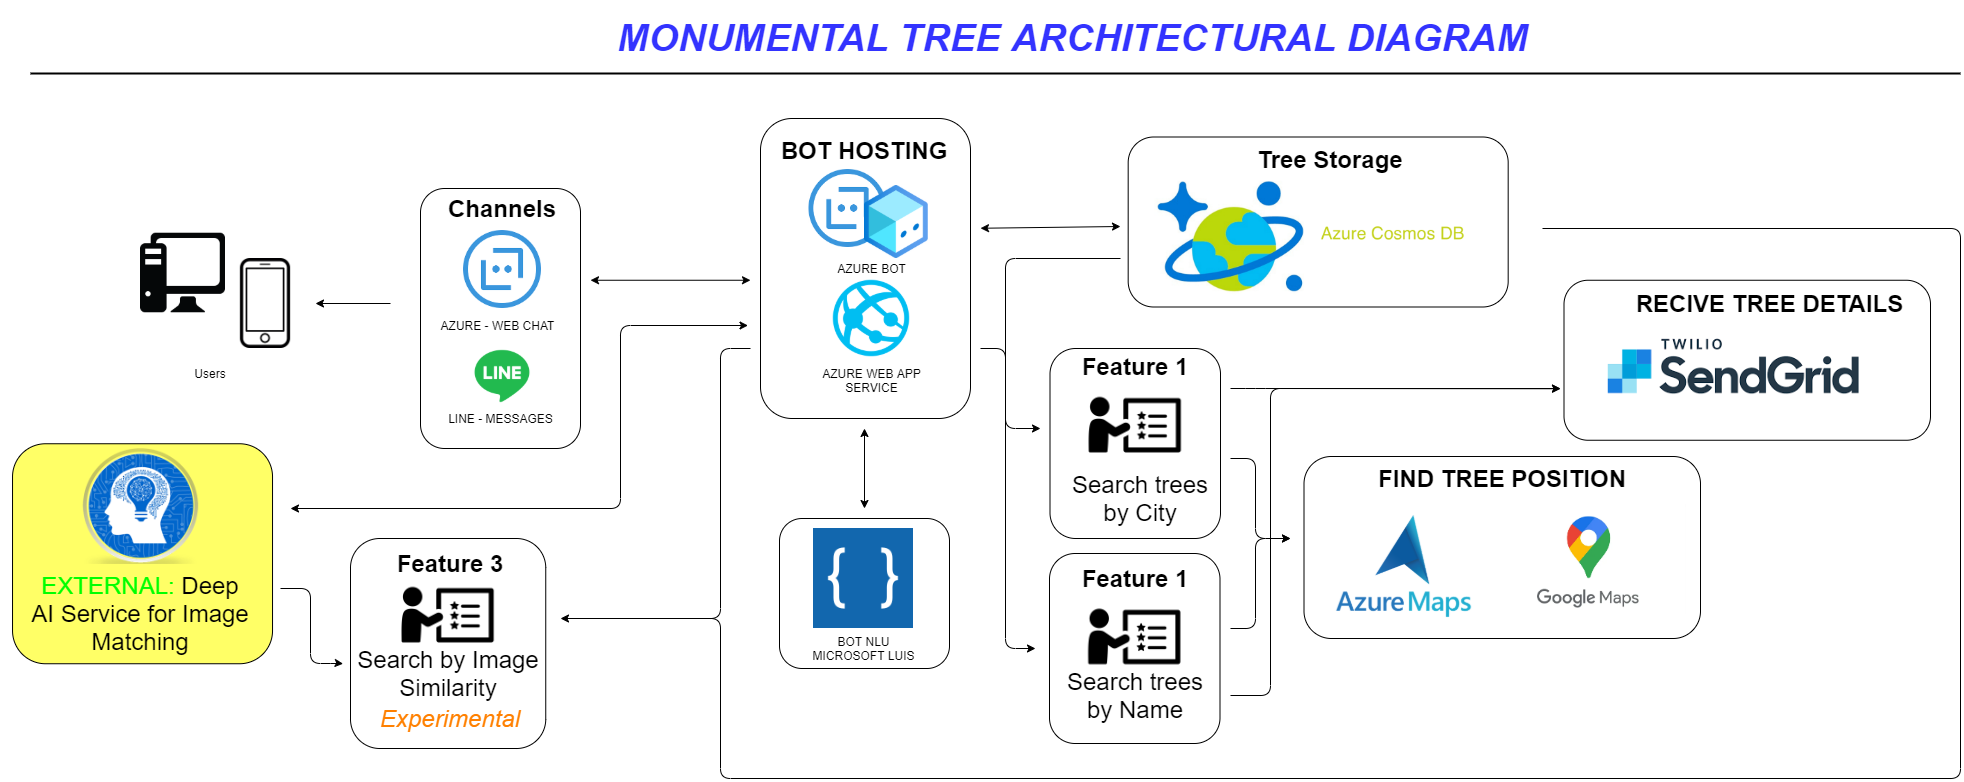 MONUMENTAL TREE ARCHITECTURAL DIAGRAM
BOT HOSTING
AZURE BOT
AZURE WEB APP
SERVICE
Tree Storage
Azure Cosmos DB
Channels
AZURE - WEB CHAT
LINE
LINE - MESSAGES
Users
RECIVE TREE DETAILS
TWILIO
SendGrid
Feature 1
Search trees
by City
FIND TREE POSITION
Azure Maps
Google Maps
EXTERNAL: Deep
AI Service for Image
Matching
Feature 3
Search by Image
Similarity
Experimental
{ }
BOT NLU
MICROSOFT LUIS
Feature 1
Search trees
by Name